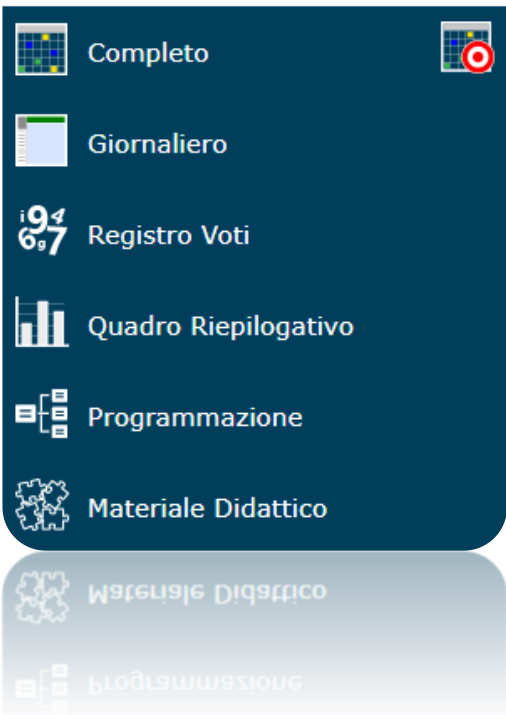 Completo
Giornaliero
Registro Voti
Quadro Riepilogativo
Programmazione
Materiale Didattico